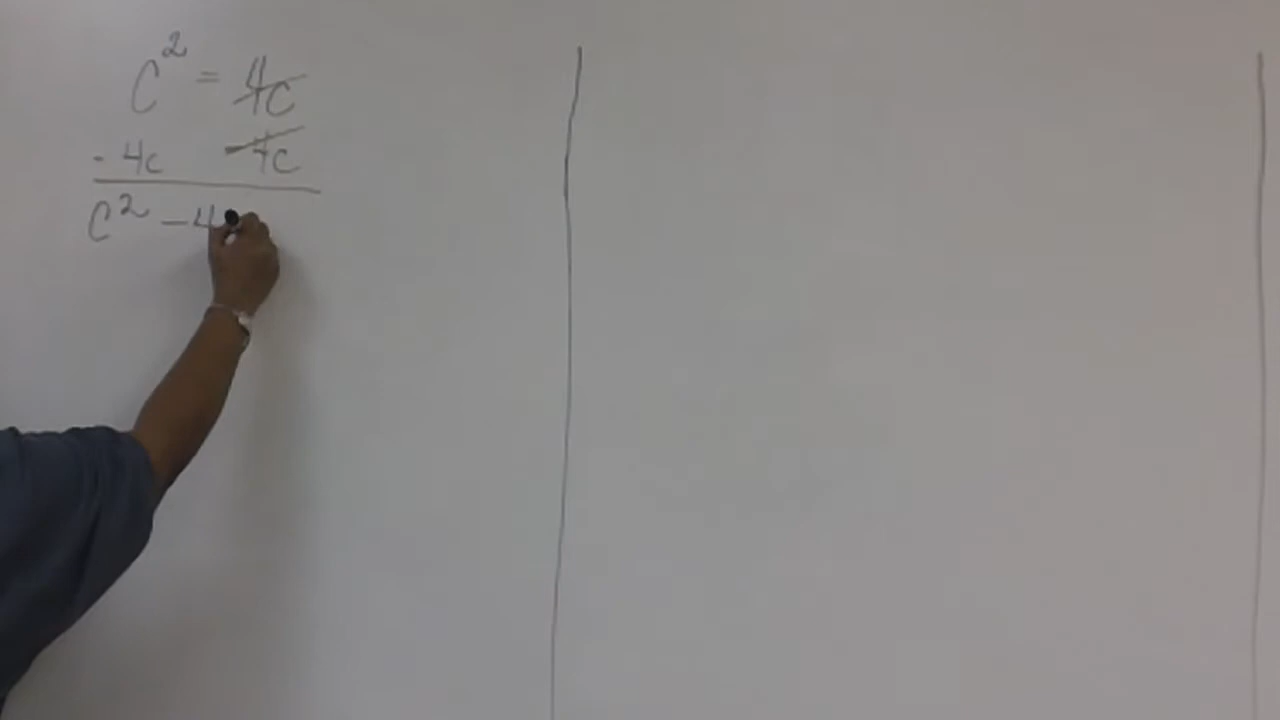 c² = 4c
- 4c -4c
c² - 4